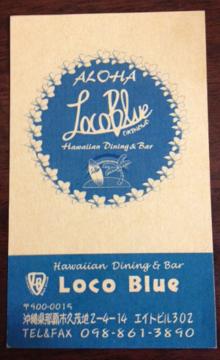 ALOHA
LocoBlue
Hawaiian Dining & Bar
Hawaiian Dining & Bar
Loco Blue
〒900-0015
沖縄県那覇市久茂地2-4-14 エイトビル302
TEL&FAX 098-861-3890